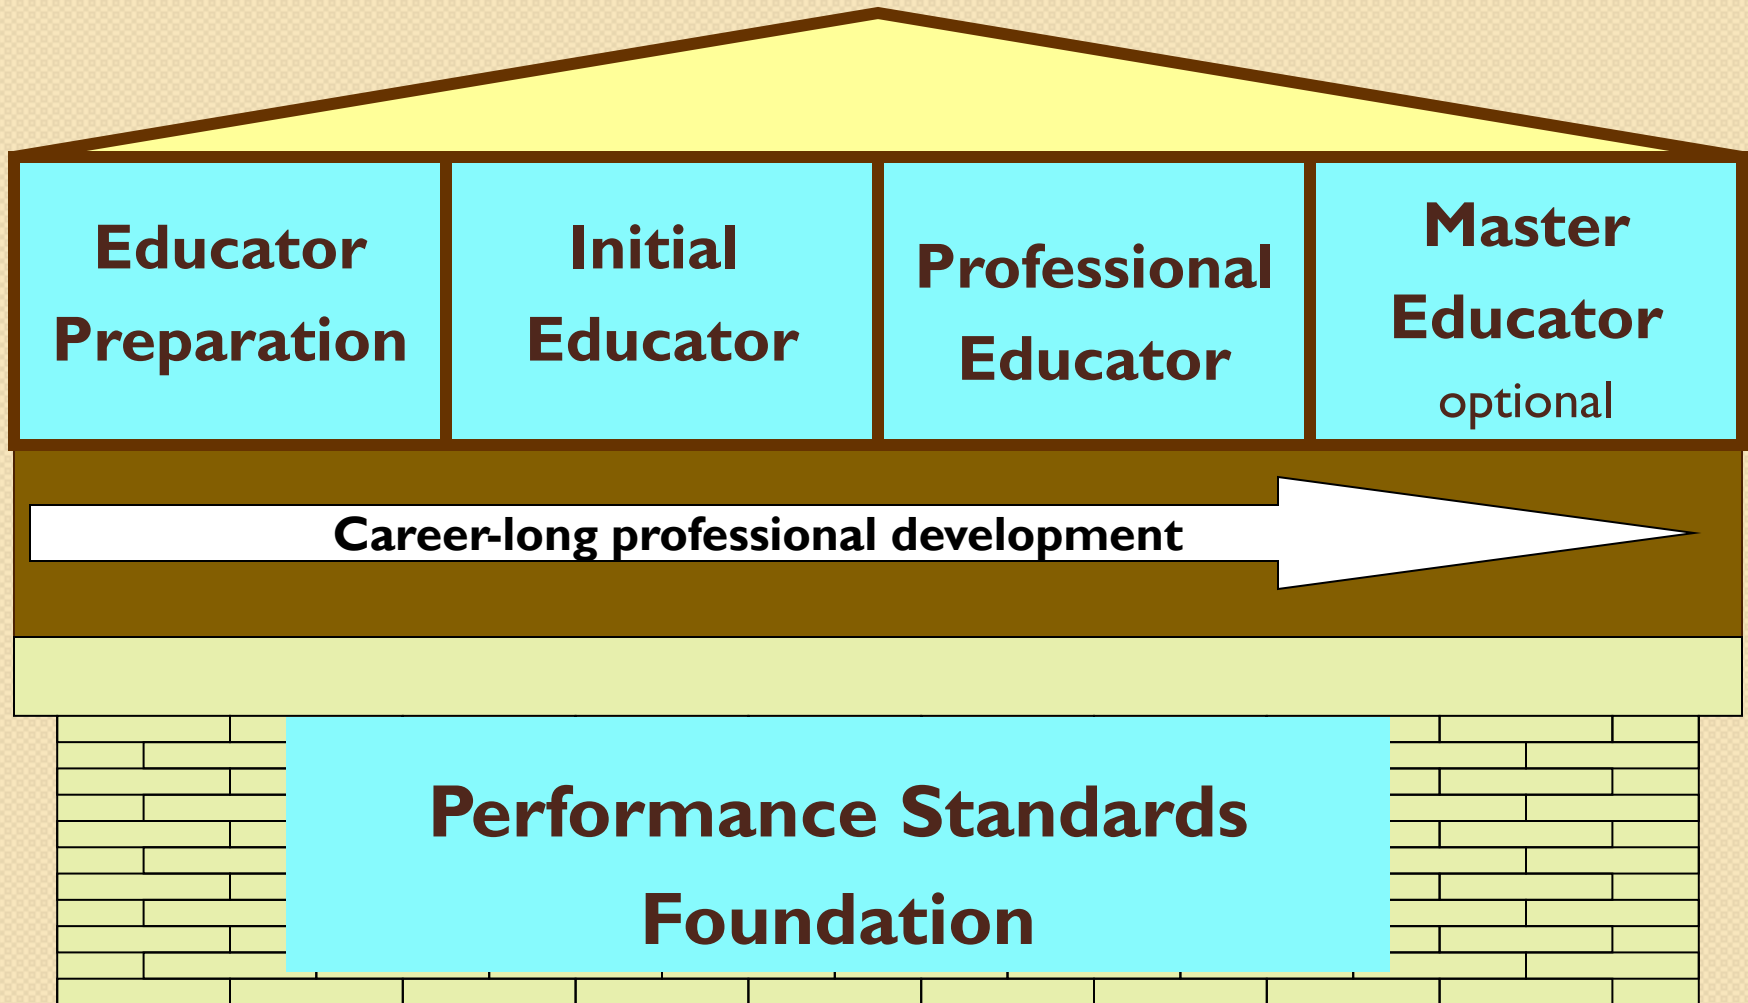 Educator
Preparation
Initial
Educator
Professional
Educator
Master
Educator
optional
Career-long professional development
Performance Standards
Foundation